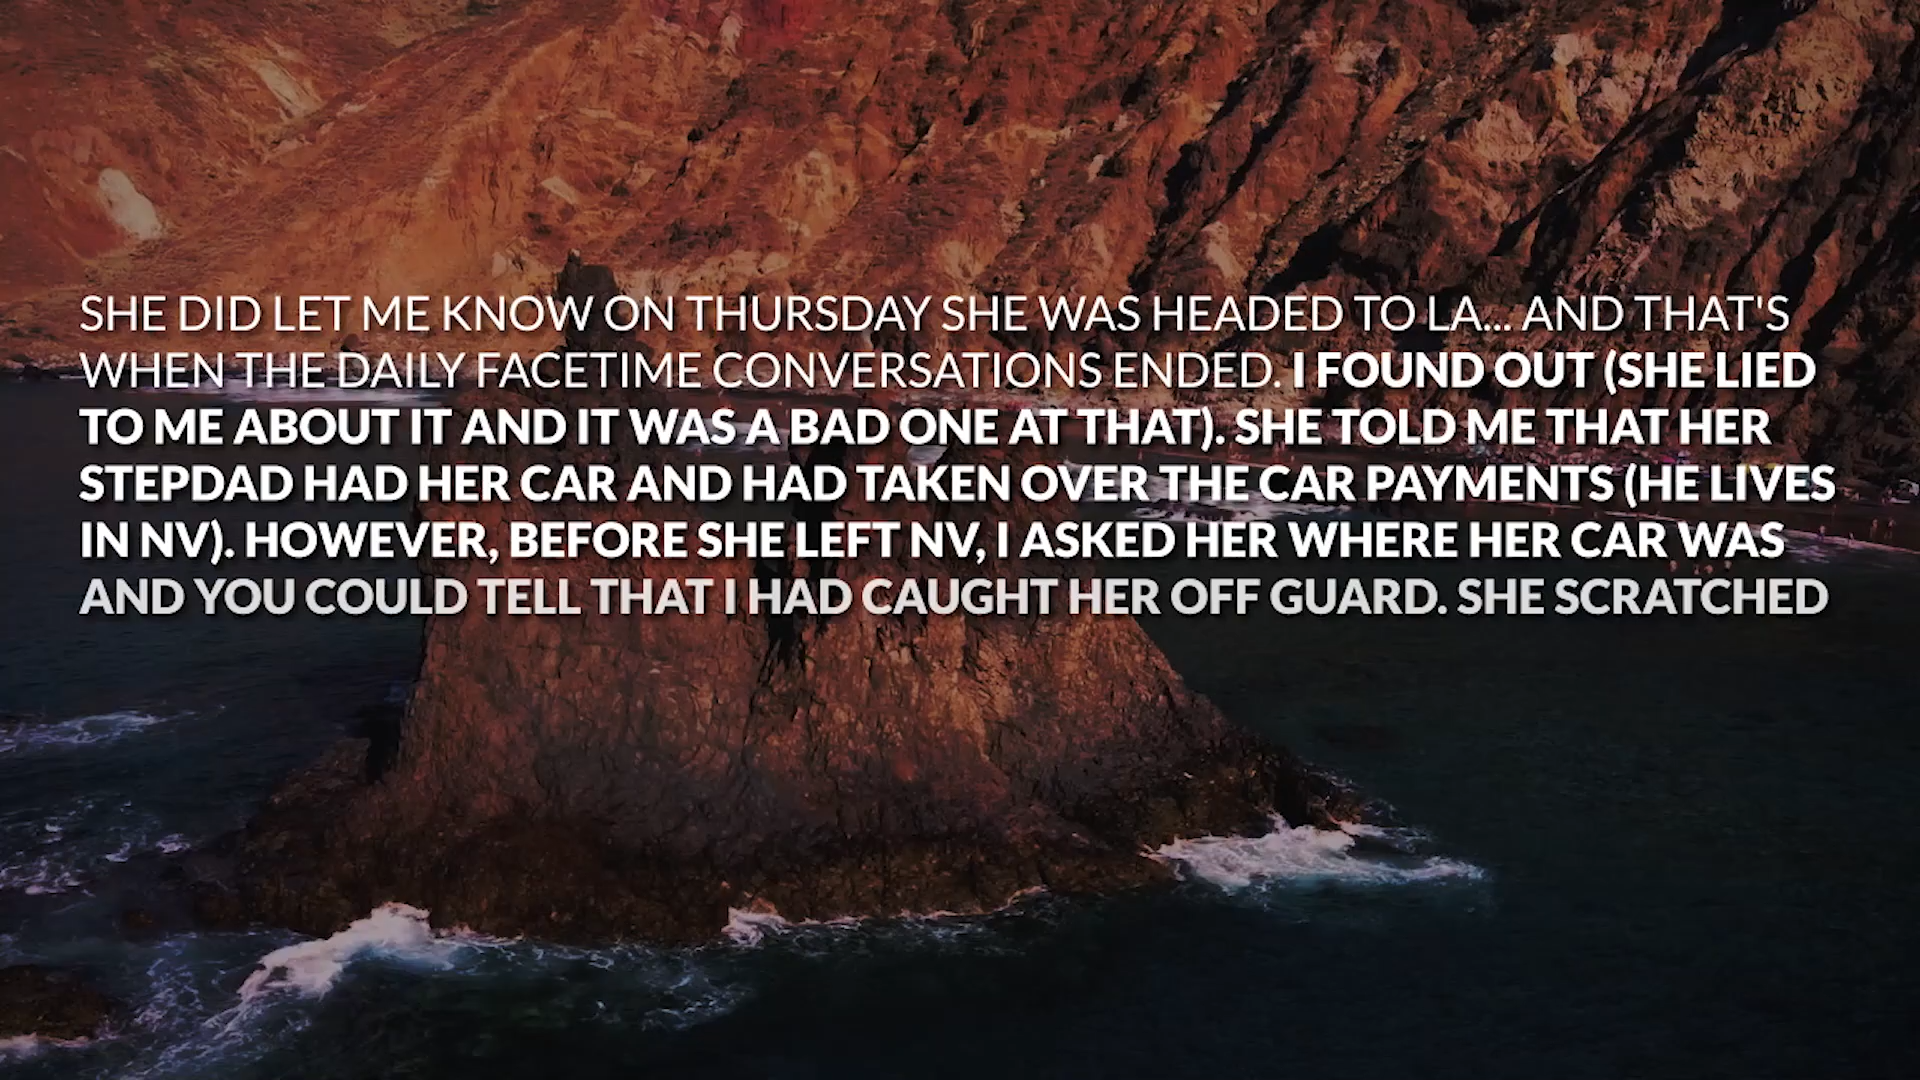 SHE DID LET ME KNOW ON THURSDAY SHE WAS HEADED TO LA... AND THAT'S
WHEN THE DAILY FACETIME CONVERSATIONS ENDED. I FOUND OUT (SHE LIED
TO ME ABOUT IT AND IT WAS A BAD ONE AT THAT). SHE TOLD ME THAT HER
STEPDAD HAD HER CAR AND HAD TAKEN OVER THE CAR PAYMENTS (HE LIVES
IN NV). HOWEVER, BEFORE SHE LEFT NV, I ASKED HER WHERE HER CAR WAS
AND YOU COULD TELL THAT I HAD CAUGHT HER OFF GUARD. SHE SCRATCHED